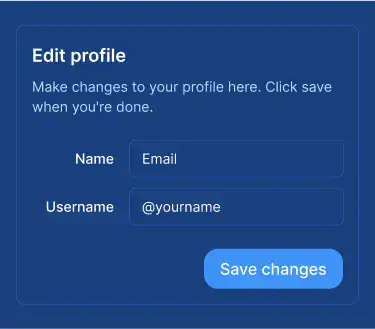 Edit profile
Make changes to your profile here. Click save
when you're done.
Name
Email
Username
@yourname
Save changes